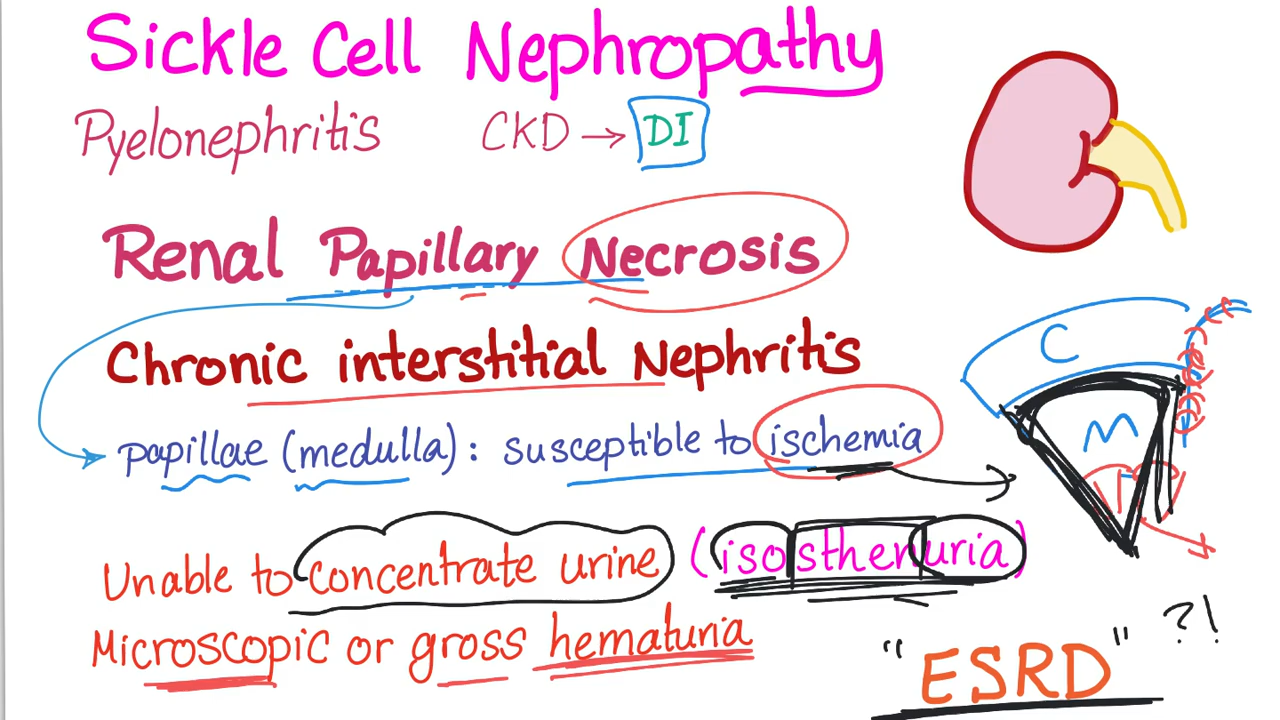 Sickle Cell Nephropathy
Pyelonephritis CKD → DI
Renal Papillary Necrosis
Chronic interstitial Nephritis
C
papillae (medulla): susceptible to ischemia
M
Unable to concentrate urine (isosthenuria)
Microscopic or gross hematuria
"ESRD" ?!